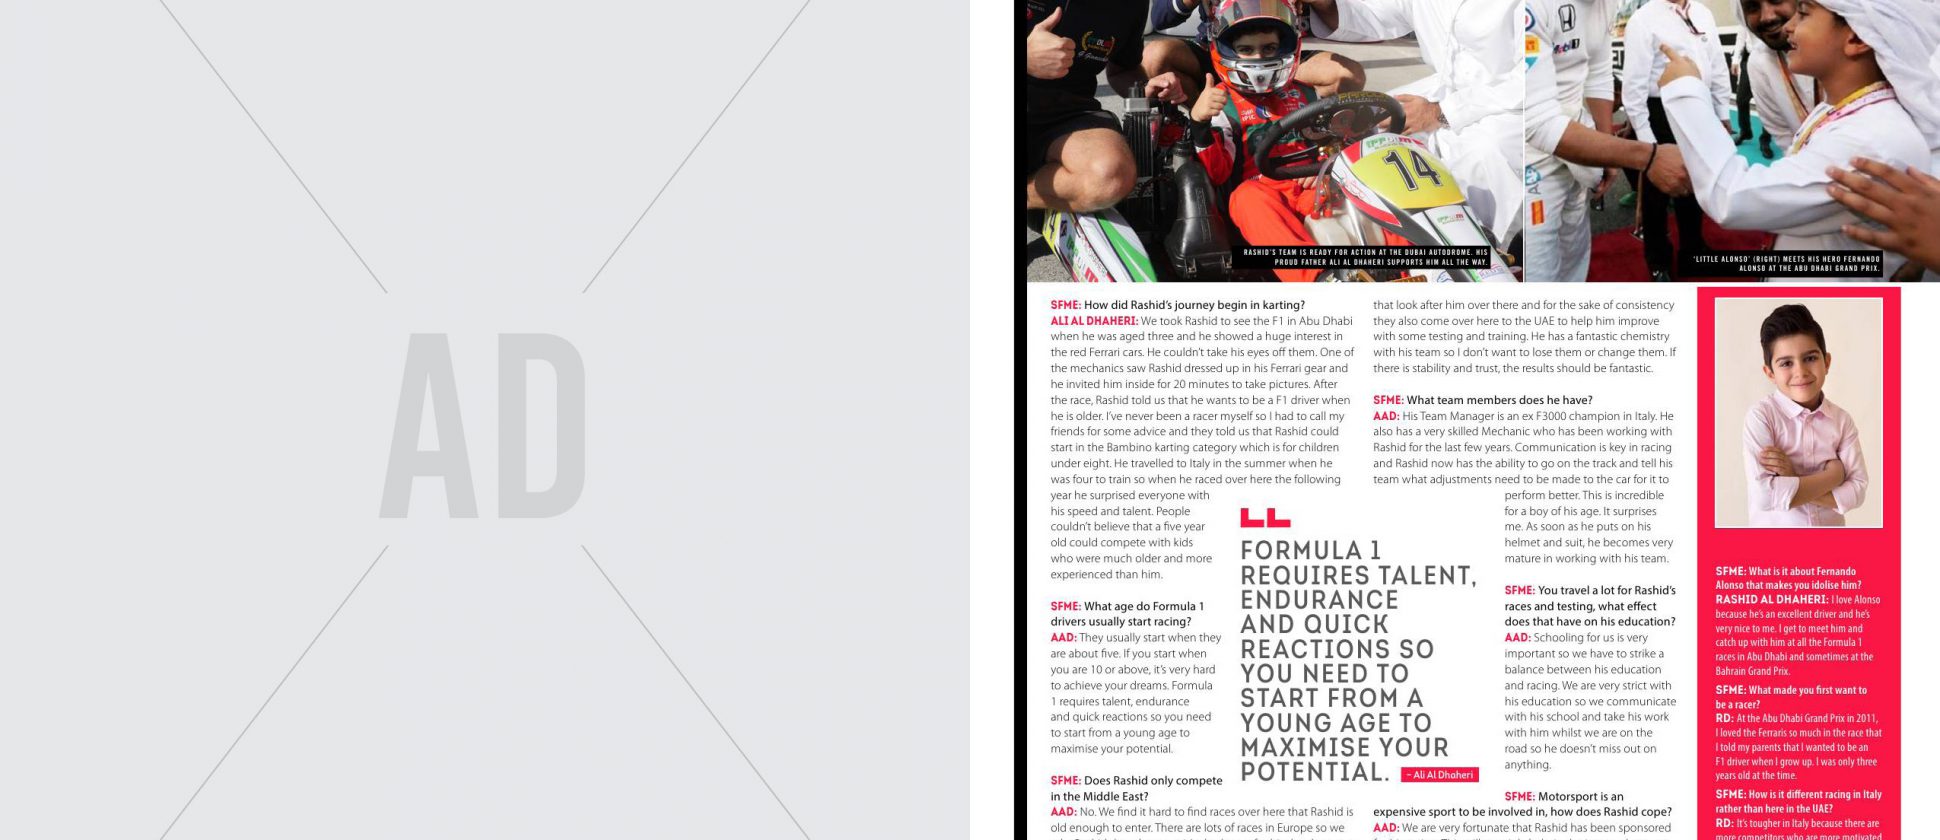 AD
14
RASHID'S TEAM IS READY FOR ACTION AT THE DUBAI AUTODROME. HIS
PROUD FATHER ALI AL DHAHERI SUPPORTS HIM ALL THE WAY.
'LITTLE ALONSO' (RIGHT) MEETS HIS HERO FERNANDO
ALONSO AT THE ABU DHABI GRAND PRIX.
SFME: How did Rashid's journey begin in karting?
ALI AL DHAHERI: We took Rashid to see the F1 in Abu Dhabi
when he was aged three and he showed a huge interest in
the red Ferrari cars. He couldn't take his eyes off them. One of
the mechanics saw Rashid dressed up in his Ferrari gear and
he invited him inside for 20 minutes to take pictures. After
the race, Rashid told us that he wants to be a F1 driver when
he is older. I've never been a racer myself so I had to call my
friends for some advice and they told us that Rashid could
start in the Bambino karting category which is for children
under eight. He travelled to Italy in the summer when he
was four to train so when he raced over here the following
year he surprised everyone with
his speed and talent. People
couldn't believe that a five year
old could compete with kids
who were much older and more
experienced than him.
SFME: What age do Formula 1
drivers usually start racing?
AAD: They usually start when they
are about five. If you start when
you are 10 or above, it's very hard
to achieve your dreams. Formula
1 requires talent, endurance
and quick reactions so you need
to start from a young age to
maximise your potential.
SFME: Does Rashid only compete
in the Middle East?
AAD: No. We find it hard to find races over here that Rashid is
old enough to enter. There are lots of races in Europe so we
FORMULA 1
REQUIRES TALENT,
ENDURANCE
AND QUICK
REACTIONS SO
YOU NEED TO
START FROM A
YOUNG AGE TO
MAXIMISE YOUR
POTENTIAL. – Ali Al Dhaheri
that look after him over there and for the sake of consistency
they also come over here to the UAE to help him improve
with some testing and training. He has a fantastic chemistry
with his team so I don't want to lose them or change them. If
there is stability and trust, the results should be fantastic.
SFME: What team members does he have?
AAD: His Team Manager is an ex F3000 champion in Italy. He
also has a very skilled Mechanic who has been working with
Rashid for the last few years. Communication is key in racing
and Rashid now has the ability to go on the track and tell his
team what adjustments need to be made to the car for it to
perform better. This is incredible
for a boy of his age. It surprises
me. As soon as he puts on his
helmet and suit, he becomes very
mature in working with his team.
SFME: You travel a lot for Rashid's
races and testing, what effect
does that have on his education?
AAD: Schooling for us is very
important so we have to strike a
balance between his education
and racing. We are very strict with
his education so we communicate
with his school and take his work
with him whilst we are on the
road so he doesn't miss out on
anything.
SFME: Motorsport is an
expensive sport to be involved in, how does Rashid cope?
AAD: We are very fortunate that Rashid has been sponsored
SFME: What is it about Fernando
Alonso that makes you idolise him?
RASHID AL DHAHERI: I love Alonso
because he's an excellent driver and he's
very nice to me. I get to meet him and
catch up with him at all the Formula 1
races in Abu Dhabi and sometimes at the
Bahrain Grand Prix.
SFME: What made you first want to
be a racer?
RD: At the Abu Dhabi Grand Prix in 2011,
I loved the Ferraris so much in the race that
I told my parents that I wanted to be an
F1 driver when I grow up. I was only three
years old at the time.
SFME: How is it different racing in Italy
rather than here in the UAE?
RD: It's tougher in Italy because there are
more competitors who are more motivated